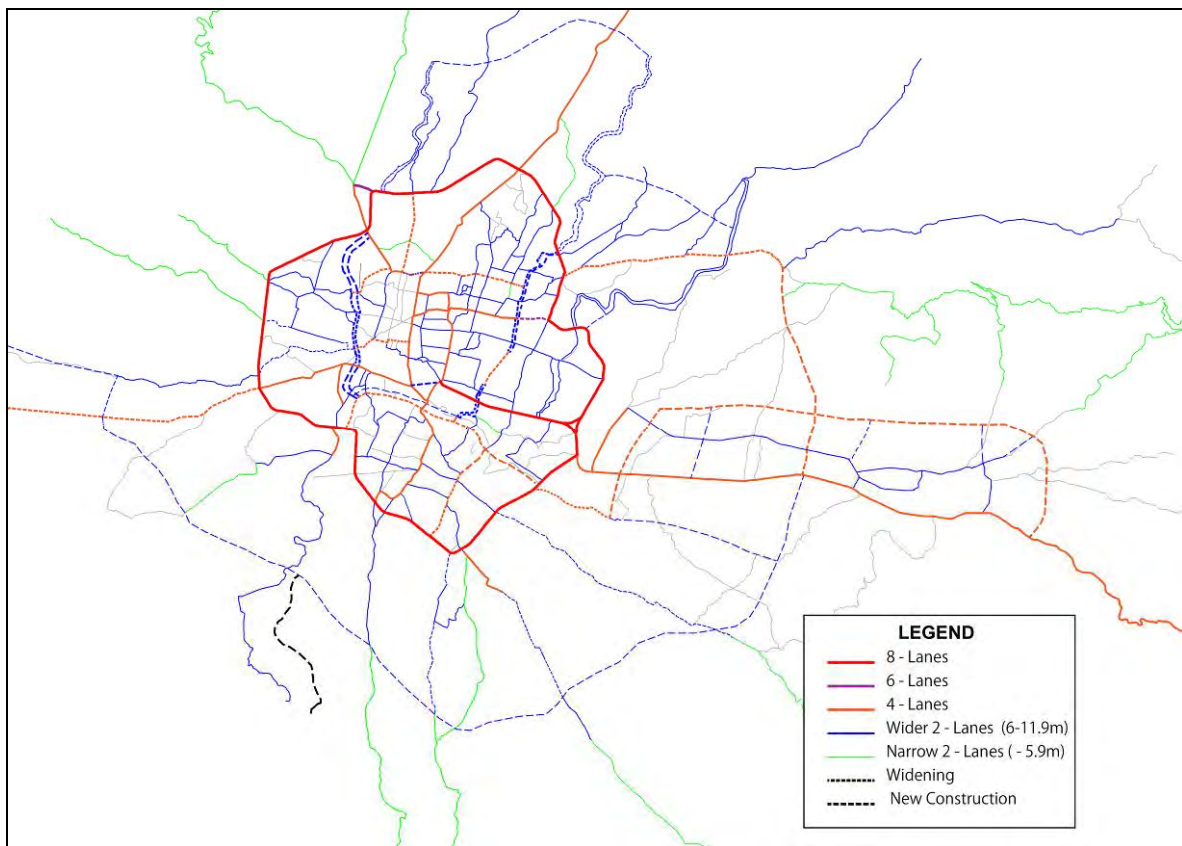 LEGEND
8 - Lanes
6 - Lanes
4 - Lanes
Wider 2 - Lanes (6-11.9m)
Narrow 2 - Lanes ( - 5.9m)
Widening
New Construction